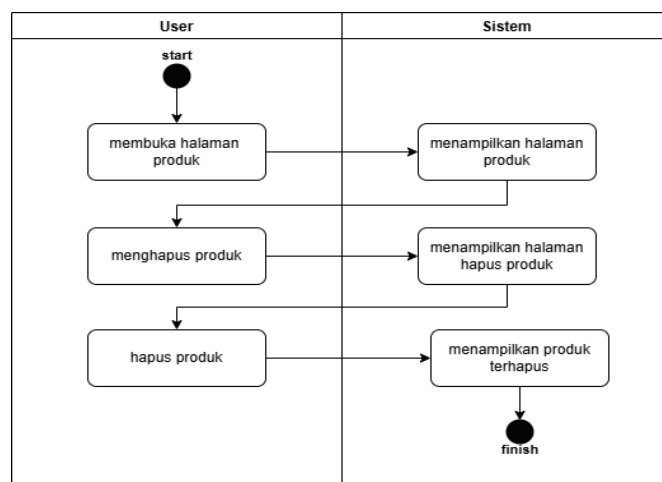 User
Sistem
start
membuka halaman
produk
menampilkan halaman
produk
menghapus produk
menampilkan halaman
hapus produk
hapus produk
menampilkan produk
terhapus
finish